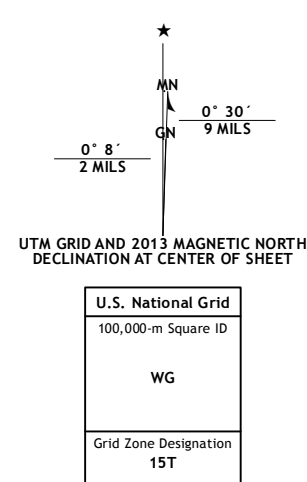 ★
MN
0° 30´
9 MILS
GN
0° 8´
2 MILS
UTM GRID AND 2013 MAGNETIC NORTH
DECLINATION AT CENTER OF SHEET
U.S. National Grid
100,000-m Square ID
WG
Grid Zone Designation
15T